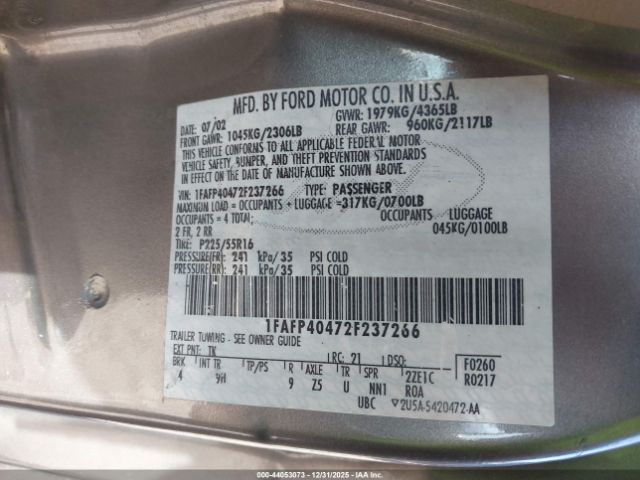 MFD. BY FORD MOTOR CO. IN U.S.A.
DATE: 07/02 GVWR: 1979KG/4365LB
FRONT GAWR: 1045KG/2306LB REAR GAWR: 960KG/2117LB
THIS VEHICLE CONFORMS TO ALL APPLICABLE FEDERAL MOTOR
VEHICLE SAFETY, BUMPER, AND THEFT PREVENTION STANDARDS
IN EFFECT ON THE DATE OF MANUFACTURE SHOWN ABOVE.
VIN: 1FAFP40472F237266 TYPE: PASSENGER
MAXIMUM LOAD = OCCUPANTS + LUGGAGE =317KG/0700LB
OCCUPANTS = 4 TOTAL; OCCUPANTS LUGGAGE
2 FR, 2 RR 045KG/0100LB
TIRE: P225/55R16
PRESSURE(FR): 241 kPa/35 PSI COLD
PRESSURE(RR): 241 kPa/35 PSI COLD
1FAFP40472F237266
TRAILER TOWING - SEE OWNER GUIDE
EXT PNT: TK RC: 21 DSO: F0260
BRK INT TR TP/PS R AXLE TR SPR 2ZE1C R0217
4 9H 9 Z5 U NN1 ROA
UBC ▽2U5A-5420472-AA
000-44053073 - 12/31/2025 - IAA, Inc.